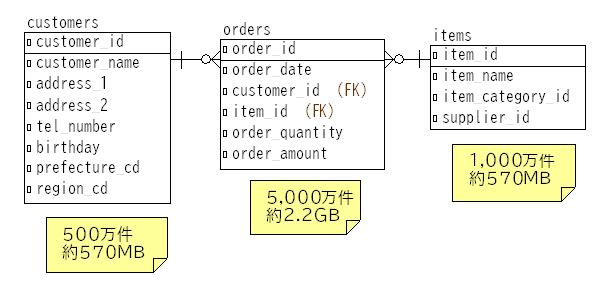 customers
customer_id
customer_name
address_1
address_2
tel_number
birthday
prefecture_cd
region_cd
500万件
約570MB
orders
order_id
order_date
customer_id (FK)
item_id (FK)
order_quantity
order_amount
5,000万件
約2.2GB
items
item_id
item_name
item_category_id
supplier_id
1,000万件
約570MB